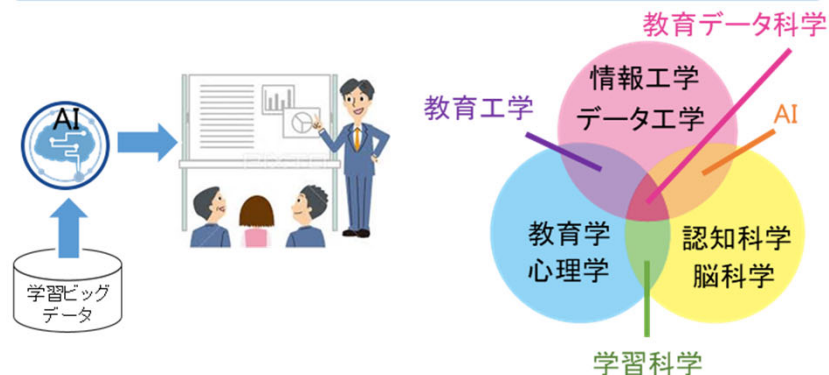 AI
学習ビッグ
データ
教育データ科学
情報工学
データ工学
教育工学
AI
教育学
心理学
認知科学
脳科学
学習科学